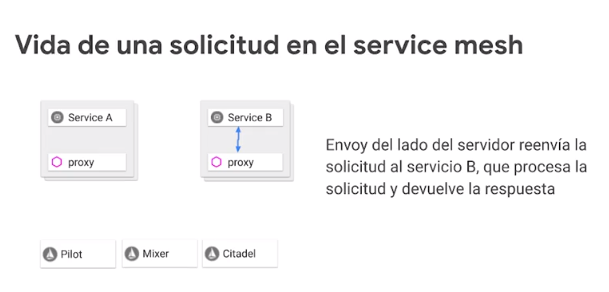 Vida de una solicitud en el service mesh
Service A
Service B
proxy
proxy
Envoy del lado del servidor reenvía la
solicitud al servicio B, que procesa la
solicitud y devuelve la respuesta
Pilot
Mixer
Citadel